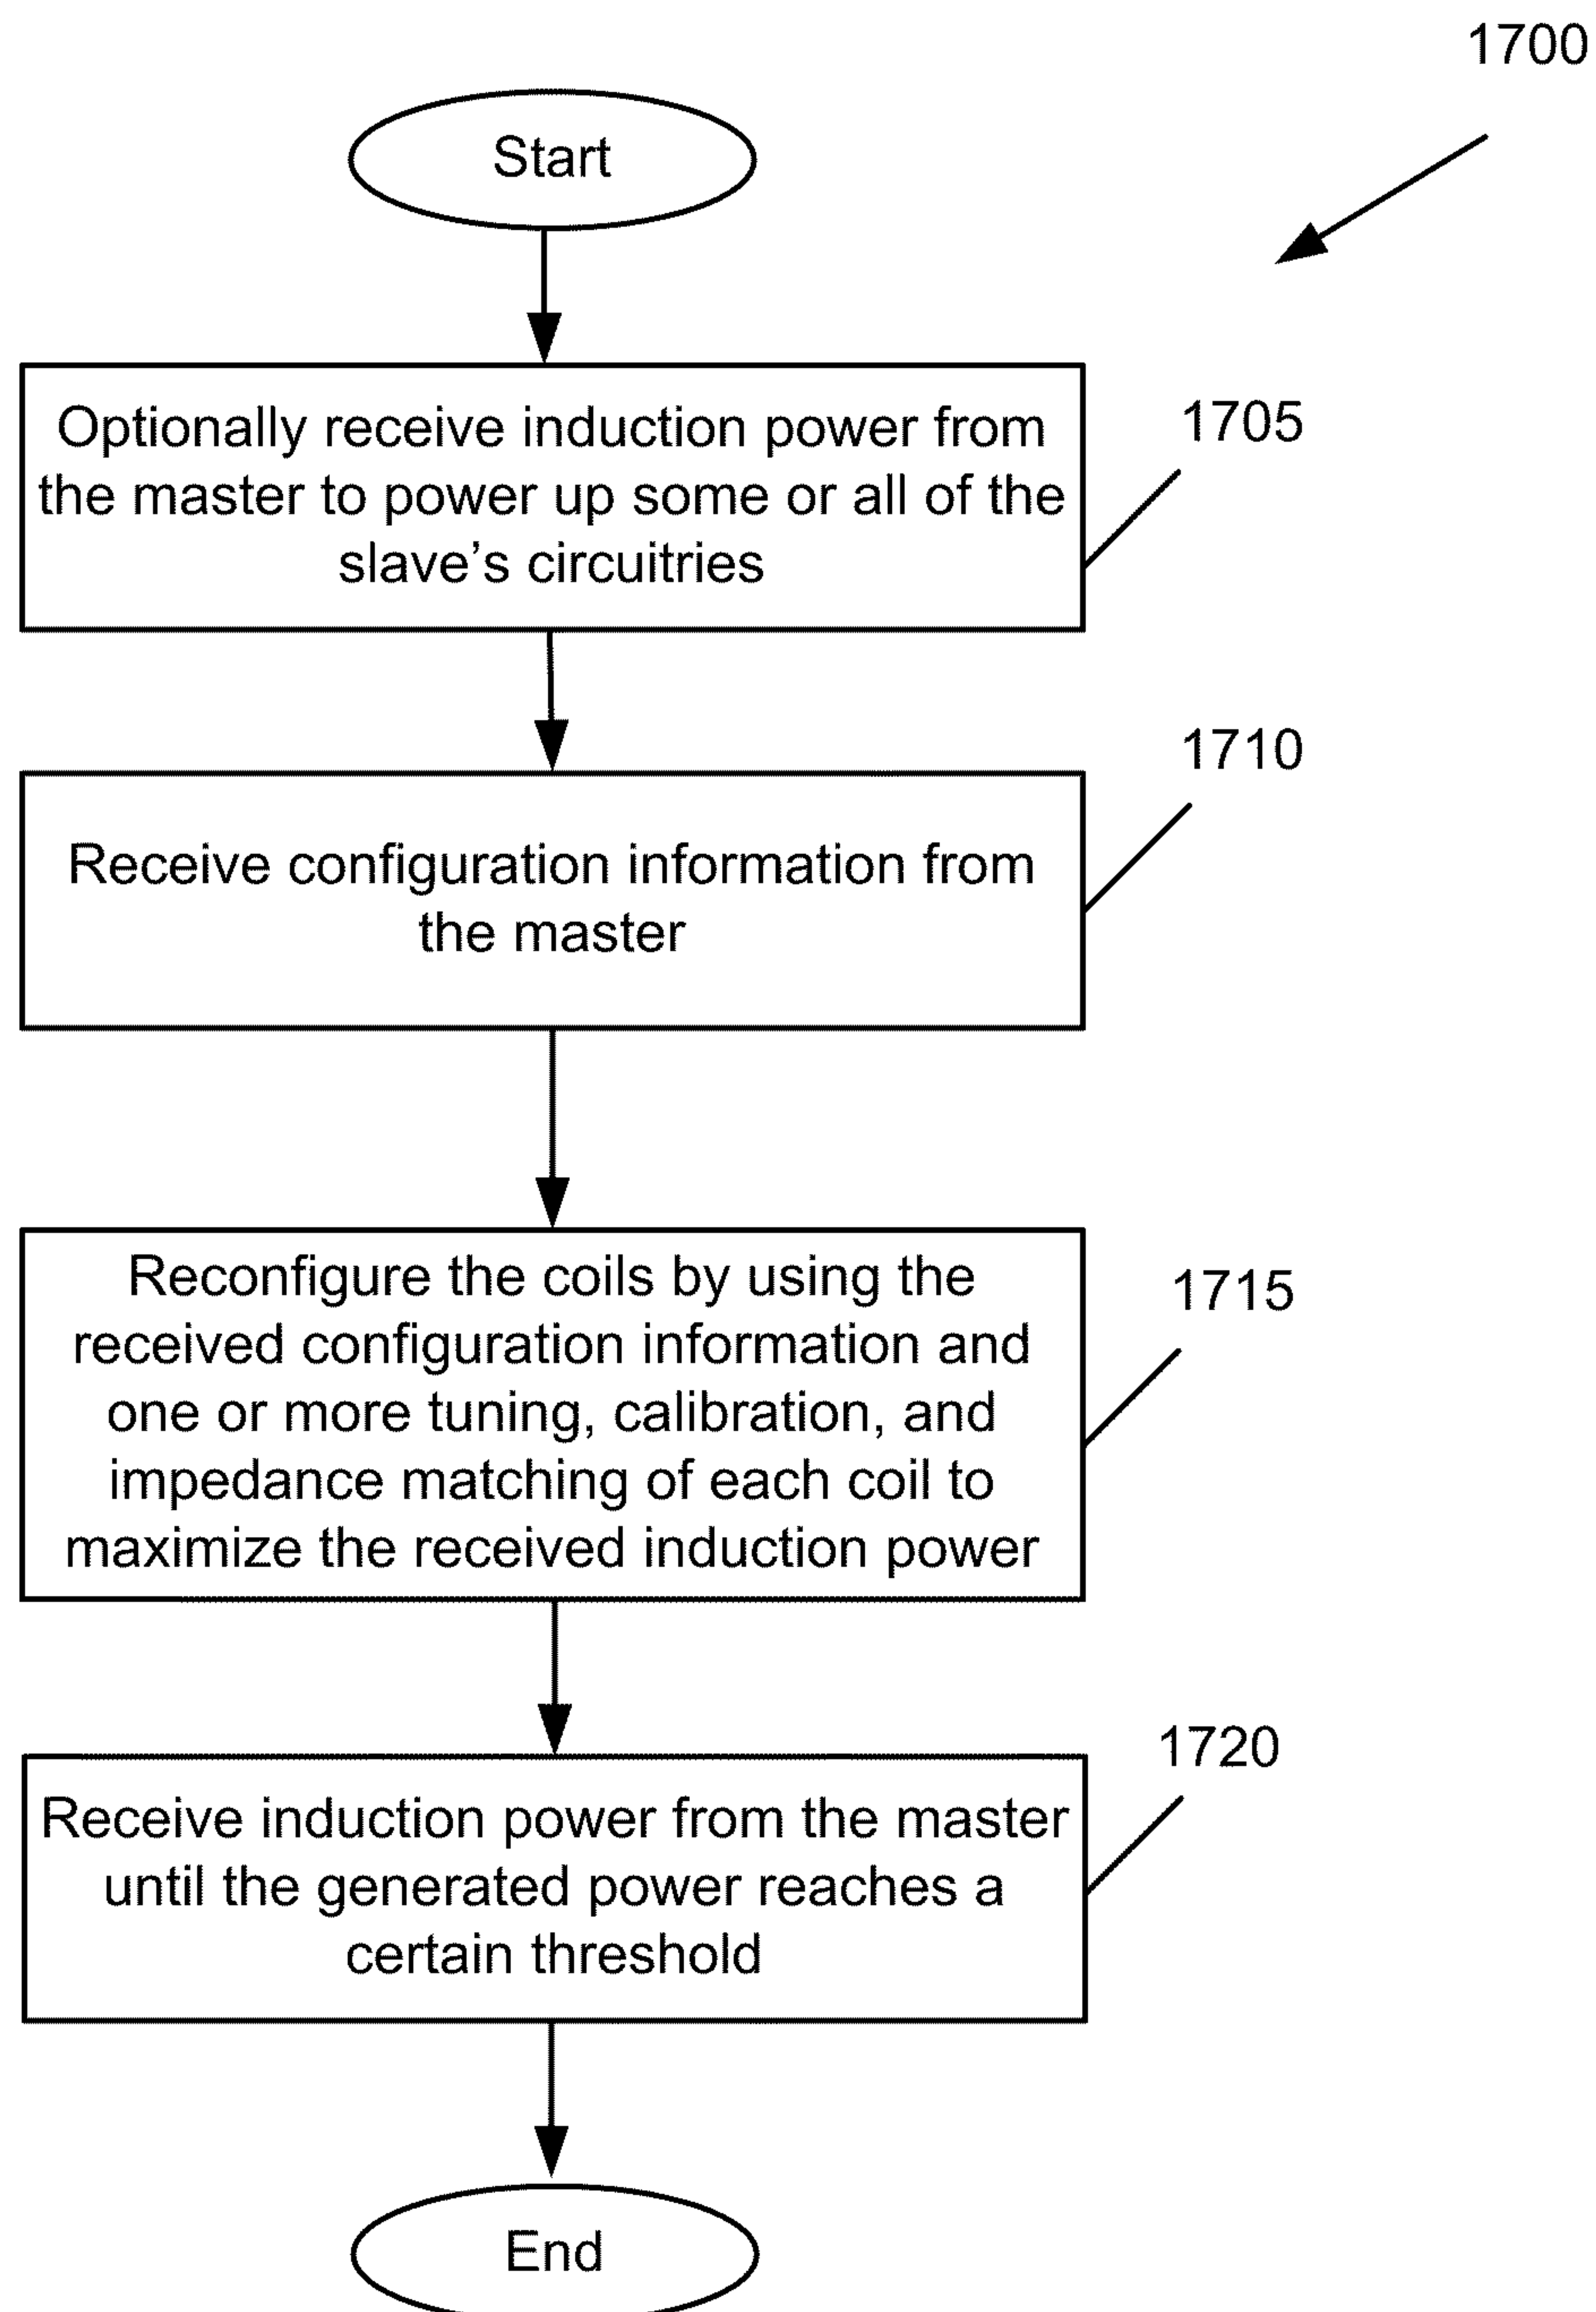 1700
Start
Optionally receive induction power from
the master to power up some or all of the
slave's circuitries
1705
Receive configuration information from
the master
1710
Reconfigure the coils by using the
received configuration information and
one or more tuning, calibration, and
impedance matching of each coil to
maximize the received induction power
1715
Receive induction power from the master
until the generated power reaches a
certain threshold
1720
End